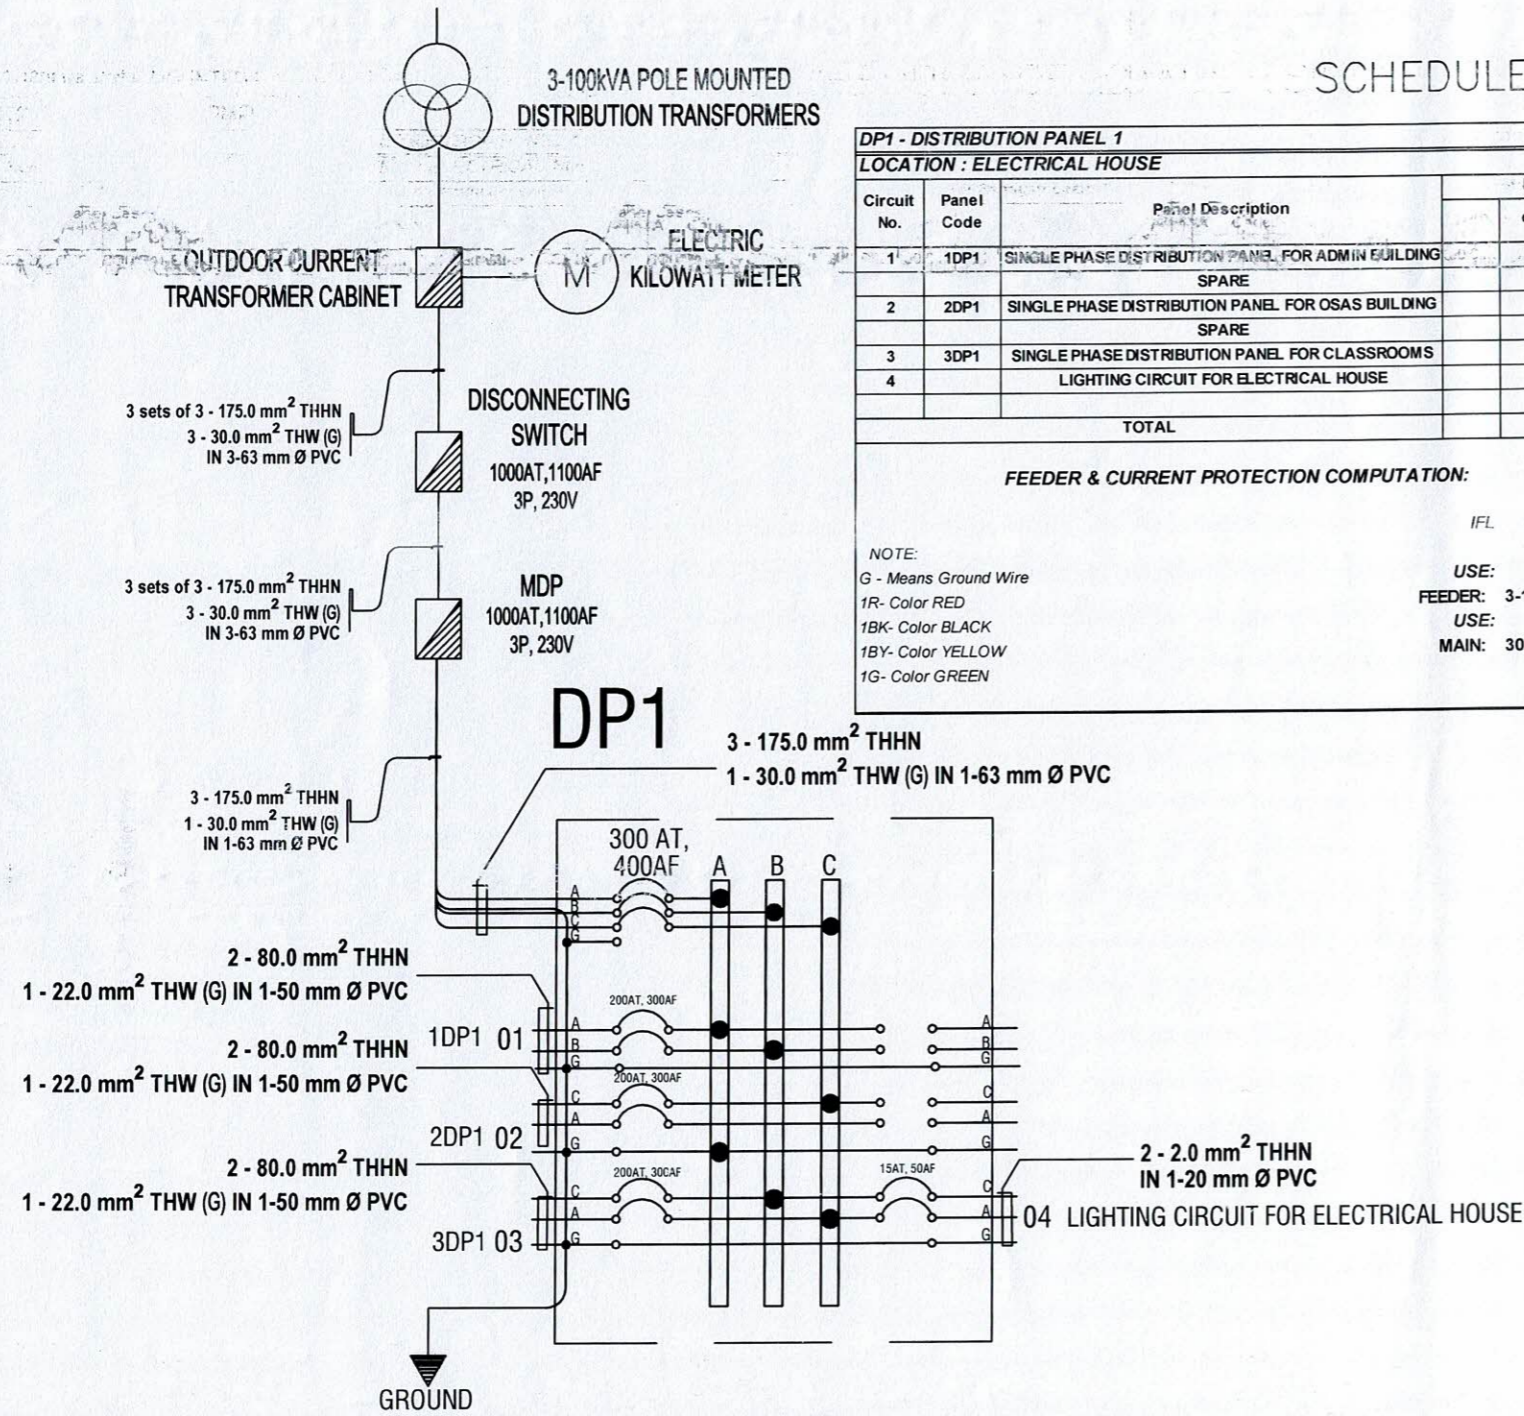 3-100kVA POLE MOUNTED
DISTRIBUTION TRANSFORMERS
OUTDOOR CURRENT
TRANSFORMER CABINET
M
ELECTRIC
KILOWATT METER
3 sets of 3 - 175.0 mm² THHN
3 - 30.0 mm² THW (G)
IN 3-63 mm Ø PVC
DISCONNECTING
SWITCH
1000AT,1100AF
3P, 230V
3 sets of 3 - 175.0 mm² THHN
3 - 30.0 mm² THW (G)
IN 3-63 mm Ø PVC
MDP
1000AT,1100AF
3P, 230V
SCHEDULE
DP1 - DISTRIBUTION PANEL 1
LOCATION : ELECTRICAL HOUSE
Circuit No. Panel Code Panel Description
1 1DP1 SINGLE PHASE DISTRIBUTION PANEL FOR ADMIN BUILDING
SPARE
2 2DP1 SINGLE PHASE DISTRIBUTION PANEL FOR OSAS BUILDING
SPARE
3 3DP1 SINGLE PHASE DISTRIBUTION PANEL FOR CLASSROOMS
4 LIGHTING CIRCUIT FOR ELECTRICAL HOUSE
TOTAL
FEEDER & CURRENT PROTECTION COMPUTATION:
IFL
NOTE:
G - Means Ground Wire
1R- Color RED
1BK- Color BLACK
1BY- Color YELLOW
1G- Color GREEN
USE:
FEEDER: 3-1
USE:
MAIN: 30
DP1
3 - 175.0 mm² THHN
1 - 30.0 mm² THW (G) IN 1-63 mm Ø PVC
3 - 175.0 mm² THHN
1 - 30.0 mm² THW (G)
IN 1-63 mm Ø PVC
300 AT,
400AF
A B C
A
B
C
G
2 - 80.0 mm² THHN
1 - 22.0 mm² THW (G) IN 1-50 mm Ø PVC
200AT, 300AF
1DP1 01
A A
B B
G G
2 - 80.0 mm² THHN
1 - 22.0 mm² THW (G) IN 1-50 mm Ø PVC
200AT, 300AF
2DP1 02
C C
A A
G G
2 - 80.0 mm² THHN
1 - 22.0 mm² THW (G) IN 1-50 mm Ø PVC
200AT, 300AF
15AT, 50AF
3DP1 03
C C
A A
G G
2 - 2.0 mm² THHN
IN 1-20 mm Ø PVC
04 LIGHTING CIRCUIT FOR ELECTRICAL HOUSE
GROUND